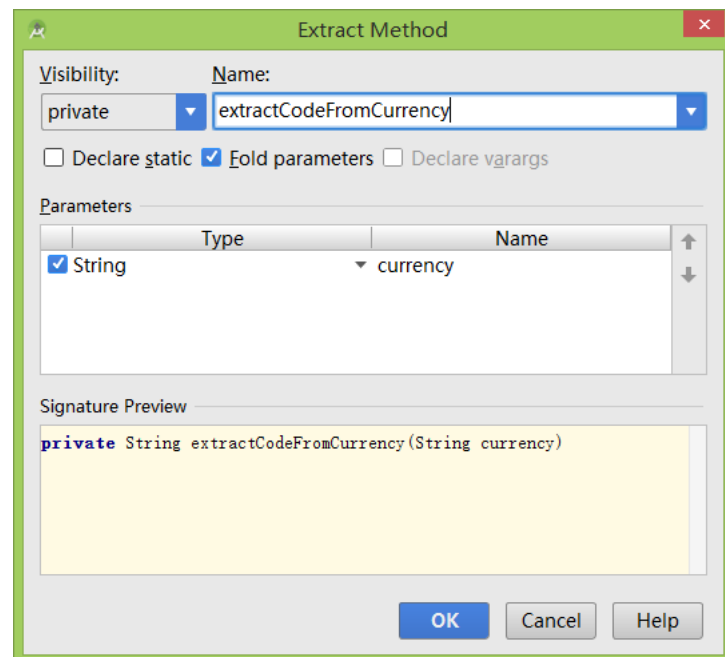 Extract Method
Visibility: Name:
private extractCodeFromCurrency
Declare static Fold parameters Declare varargs
Parameters
Type Name
String currency
Signature Preview
private String extractCodeFromCurrency(String currency)
OK Cancel Help